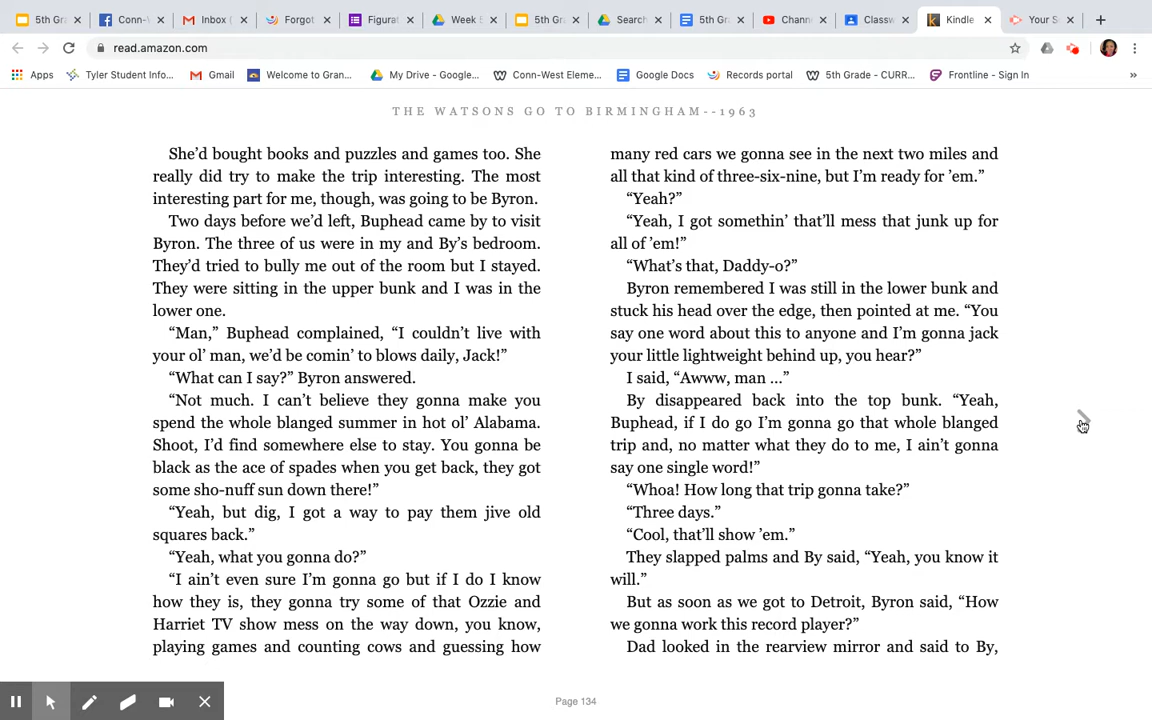 5th Gr
Conn-
Inbox (
Forgot
Figurat
Week 5
5th Gr
Search
5th Gr
Chann
Classw
Kindle
Your S
read.amazon.com
Apps
Tyler Student Info...
Gmail
Welcome to Gran...
My Drive - Google...
Conn-West Eleme...
Google Docs
Records portal
5th Grade - CURR...
Frontline - Sign In
»
THE WATSONS GO TO BIRMINGHAM--1963
She’d bought books and puzzles and games too. She
really did try to make the trip interesting. The most
interesting part for me, though, was going to be Byron.
Two days before we’d left, Buphead came by to visit
Byron. The three of us were in my and By’s bedroom.
They’d tried to bully me out of the room but I stayed.
They were sitting in the upper bunk and I was in the
lower one.
“Man,” Buphead complained, “I couldn’t live with
your ol’ man, we’d be comin’ to blows daily, Jack!”
“What can I say?” Byron answered.
“Not much. I can’t believe they gonna make you
spend the whole blanged summer in hot ol’ Alabama.
Shoot, I’d find somewhere else to stay. You gonna be
black as the ace of spades when you get back, they got
some sho-nuff sun down there!”
“Yeah, but dig, I got a way to pay them jive old
squares back.”
“Yeah, what you gonna do?”
“I ain’t even sure I’m gonna go but if I do I know
how they is, they gonna try some of that Ozzie and
Harriet TV show mess on the way down, you know,
playing games and counting cows and guessing how
many red cars we gonna see in the next two miles and
all that kind of three-six-nine, but I’m ready for ’em.”
“Yeah?”
“Yeah, I got somethin’ that’ll mess that junk up for
all of ’em!”
“What’s that, Daddy-o?”
Byron remembered I was still in the lower bunk and
stuck his head over the edge, then pointed at me. “You
say one word about this to anyone and I’m gonna jack
your little lightweight behind up, you hear?”
I said, “Awww, man ...”
By disappeared back into the top bunk. “Yeah,
Buphead, if I do go I’m gonna go that whole blanged
trip and, no matter what they do to me, I ain’t gonna
say one single word!”
“Whoa! How long that trip gonna take?”
“Three days.”
“Cool, that’ll show ’em.”
They slapped palms and By said, “Yeah, you know it
will.”
But as soon as we got to Detroit, Byron said, “How
we gonna work this record player?”
Dad looked in the rearview mirror and said to By,
Page 134